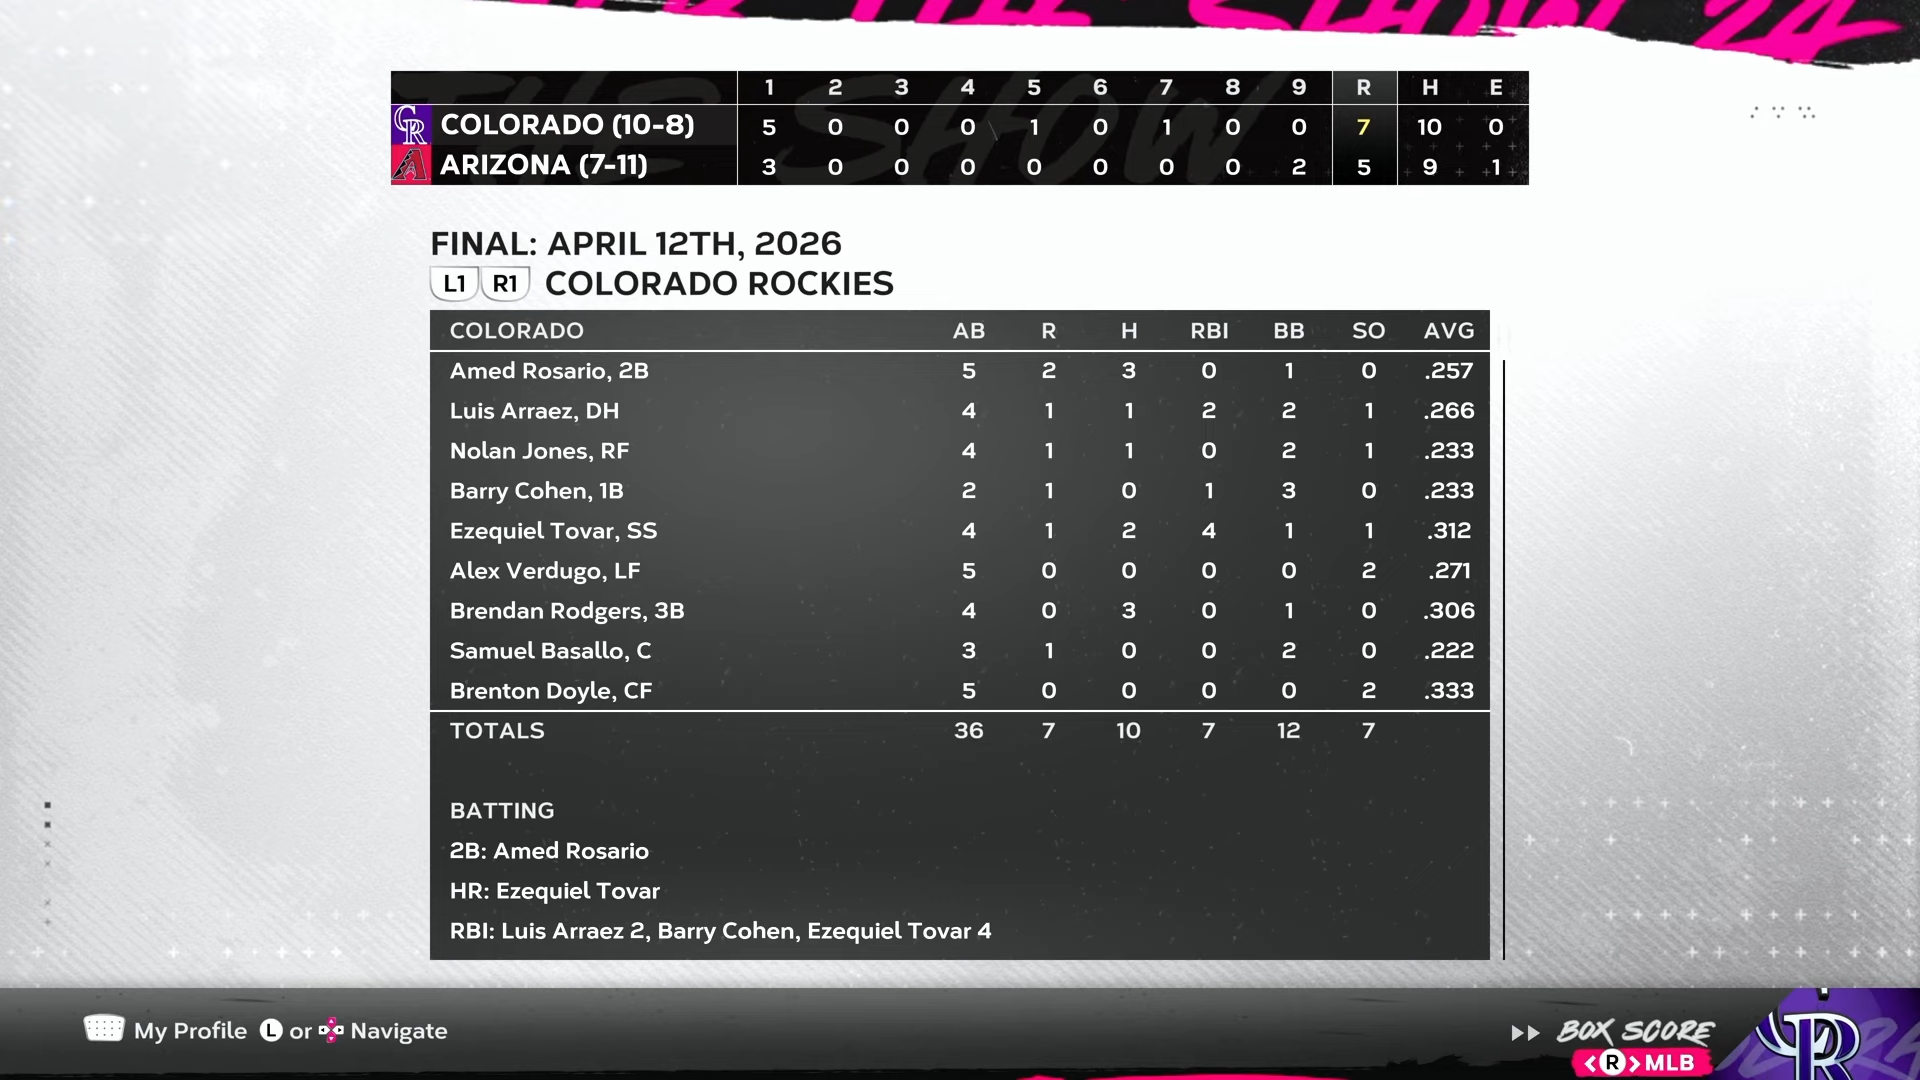 THE SHOW 24
1 2 3 4 5 6 7 8 9 R H E
COLORADO (10-8) 5 0 0 0 1 0 1 0 0 7 10 0
ARIZONA (7-11) 3 0 0 0 0 0 0 0 2 5 9 1
FINAL: APRIL 12TH, 2026
L1 R1 COLORADO ROCKIES
COLORADO AB R H RBI BB SO AVG
Amed Rosario, 2B 5 2 3 0 1 0 .257
Luis Arraez, DH 4 1 1 2 2 1 .266
Nolan Jones, RF 4 1 1 0 2 1 .233
Barry Cohen, 1B 2 1 0 1 3 0 .233
Ezequiel Tovar, SS 4 1 2 4 1 1 .312
Alex Verdugo, LF 5 0 0 0 0 2 .271
Brendan Rodgers, 3B 4 0 3 0 1 0 .306
Samuel Basallo, C 3 1 0 0 2 0 .222
Brenton Doyle, CF 5 0 0 0 0 2 .333
TOTALS 36 7 10 7 12 7
BATTING
2B: Amed Rosario
HR: Ezequiel Tovar
RBI: Luis Arraez 2, Barry Cohen, Ezequiel Tovar 4
My Profile L or Navigate
BOX SCORE
<R> MLB